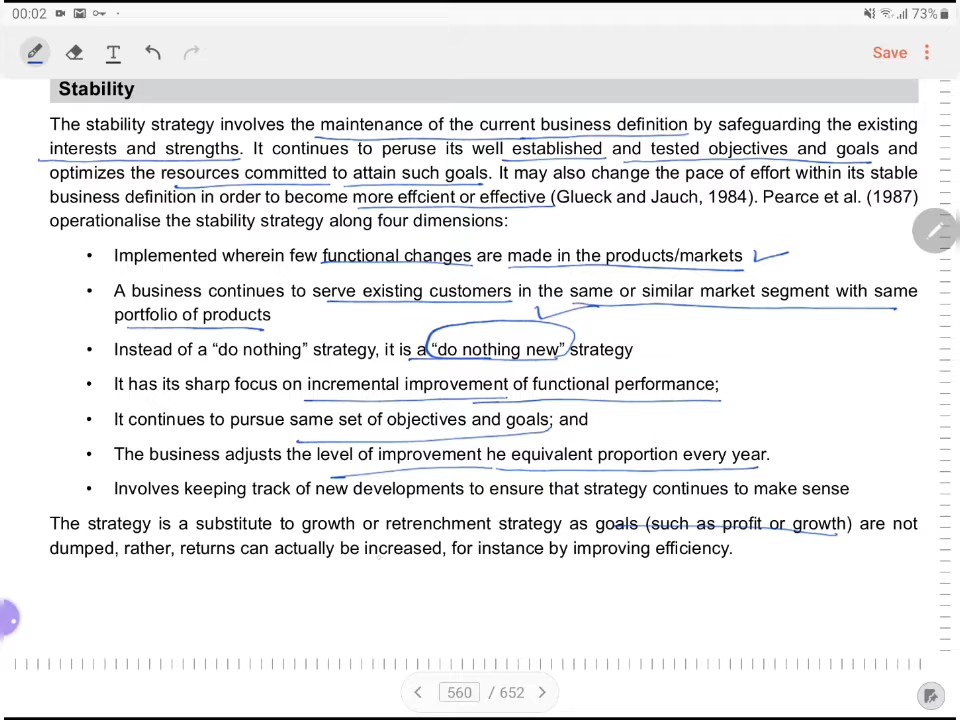 00:02 73%
T Save
Stability
The stability strategy involves the maintenance of the current business definition by safeguarding the existing
interests and strengths. It continues to peruse its well established and tested objectives and goals and
optimizes the resources committed to attain such goals. It may also change the pace of effort within its stable
business definition in order to become more effcient or effective (Glueck and Jauch, 1984). Pearce et al. (1987)
operationalise the stability strategy along four dimensions:
• Implemented wherein few functional changes are made in the products/markets
• A business continues to serve existing customers in the same or similar market segment with same
portfolio of products
• Instead of a “do nothing” strategy, it is a “do nothing new” strategy
• It has its sharp focus on incremental improvement of functional performance;
• It continues to pursue same set of objectives and goals; and
• The business adjusts the level of improvement he equivalent proportion every year.
• Involves keeping track of new developments to ensure that strategy continues to make sense
The strategy is a substitute to growth or retrenchment strategy as goals (such as profit or growth) are not
dumped, rather, returns can actually be increased, for instance by improving efficiency.
560 / 652